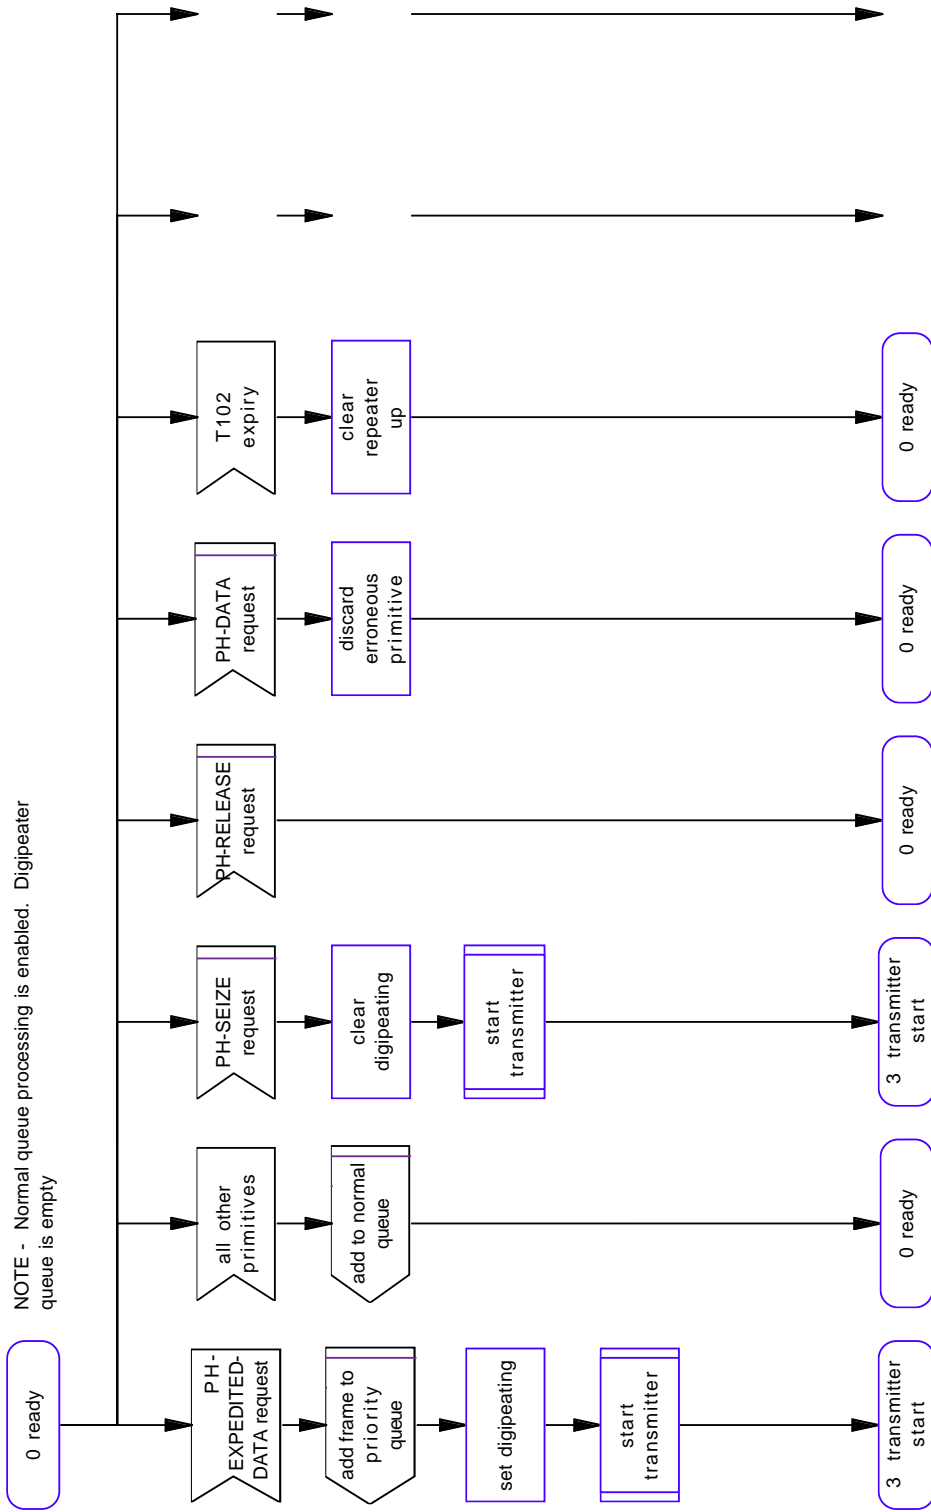 0 ready
NOTE - Normal queue processing is enabled. Digipeater
queue is empty
PH-
EXPEDITED-
DATA request
add frame to
priority
queue
set digipeating
start
transmitter
3 transmitter
start
all other
primitives
add to normal
queue
0 ready
PH-SEIZE
request
clear
digipeating
start
transmitter
3 transmitter
start
PH-RELEASE
request
0 ready
PH-DATA
request
discard
erroneous
primitive
0 ready
T102
expiry
clear
repeater
up
0 ready